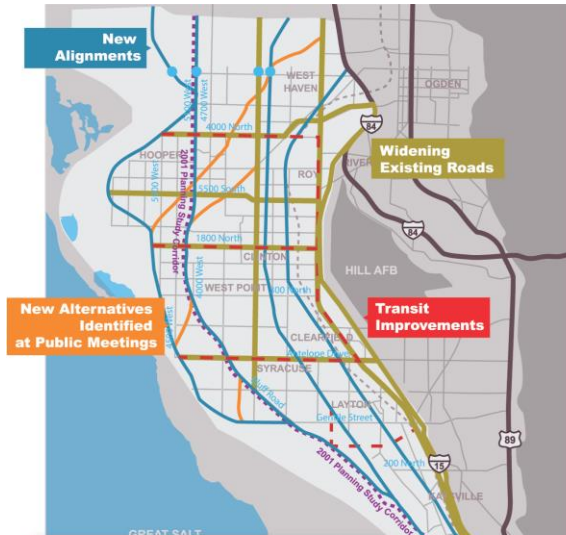 New
Alignments
WEST
HAVEN
OGDEN
4700 West
4000 North
84
Widening
Existing Roads
HOOPER
ROY
2001 Planning Study Corridor
5500 South
84
1800 North
CLINTON
HILL AFB
4000 West
WEST POINT
New Alternatives
Identified
at Public Meetings
Transit
Improvements
CLEARFIELD
Antelope Drive
SYRACUSE
Bluff Road
LAYTON
Gentile Street
2001 Planning Study Corridor
200 North
15
89
KAYSVILLE
GREAT SALT